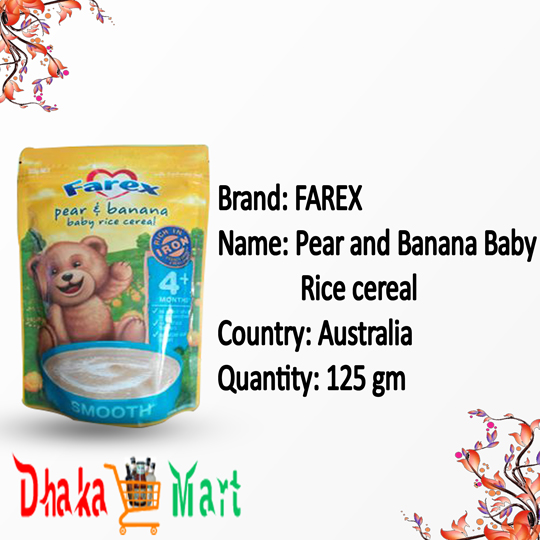 Farex
pear & banana
baby rice cereal
RICH IN
IRON
4+
MONTHS
SMOOTH
Brand: FAREX
Name: Pear and Banana Baby
Rice cereal
Country: Australia
Quantity: 125 gm
Dhaka Mart